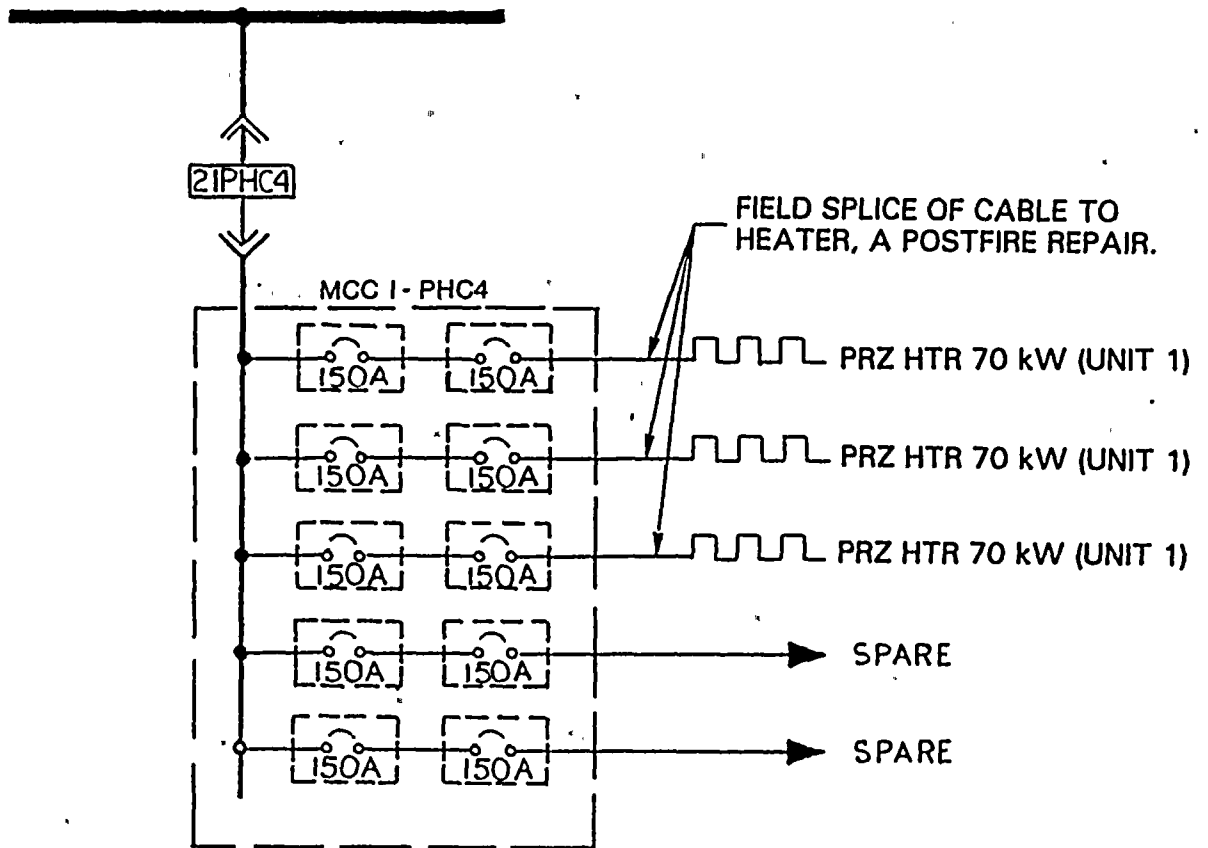 21PHC4
FIELD SPLICE OF CABLE TO
HEATER, A POSTFIRE REPAIR.
MCC 1-PHC4
150A 150A PRZ HTR 70 kW (UNIT 1)
150A 150A PRZ HTR 70 kW (UNIT 1)
150A 150A PRZ HTR 70 kW (UNIT 1)
150A 150A SPARE
150A 150A SPARE